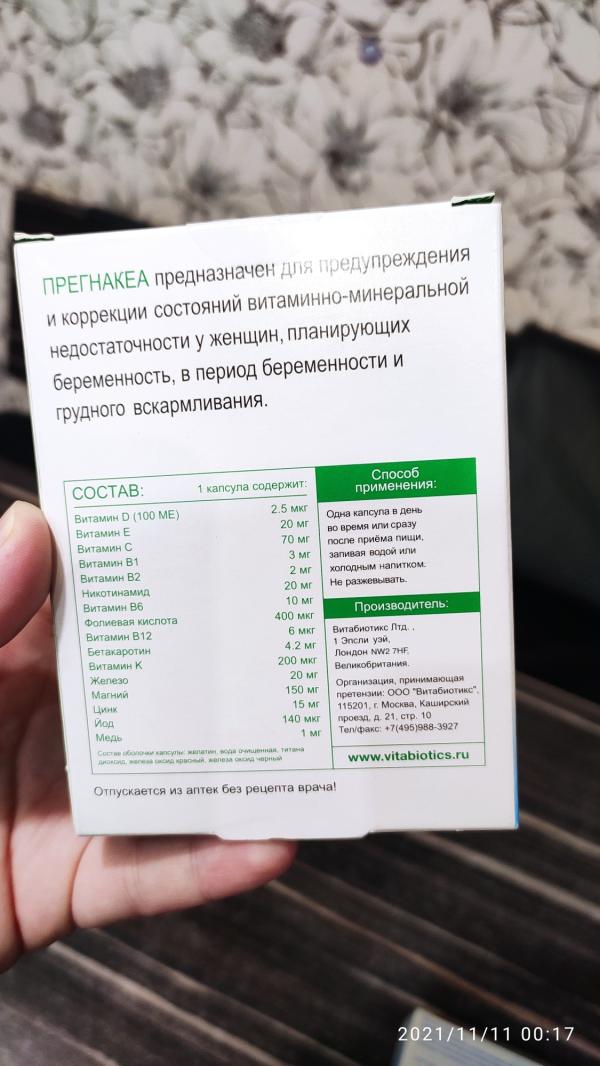 ПРЕГНАКЕА предназначен для предупреждения
и коррекции состояний витаминно-минеральной
недостаточности у женщин, планирующих
беременность, в период беременности и
грудного вскармливания.
СОСТАВ: 1 капсула содержит:
Витамин D (100 МЕ) 2.5 мкг
Витамин E 20 мг
Витамин C 70 мг
Витамин B1 3 мг
Витамин B2 2 мг
Никотинамид 20 мг
Витамин B6 10 мг
Фолиевая кислота 400 мкг
Витамин B12 6 мкг
Бетакаротин 4.2 мг
Витамин K 200 мкг
Железо 20 мг
Магний 150 мг
Цинк 15 мг
Йод 140 мкг
Медь 1 мг
Состав оболочки капсулы: желатин, вода очищенная, титана
диоксид, железа оксид красный, железа оксид черный
Способ
применения:
Одна капсула в день
во время или сразу
после приёма пищи,
запивая водой или
холодным напитком.
Не разжевывать.
Производитель:
Витабиотикс Лтд. ,
1 Эпсли уэй,
Лондон NW2 7HF,
Великобритания.
Организация, принимающая
претензии: ООО "Витабиотикс",
115201, г. Москва, Каширский
проезд, д. 21, стр. 10
Тел/факс: +7(495)988-3927
www.vitabiotics.ru
Отпускается из аптек без рецепта врача!
2021/11/11 00:17